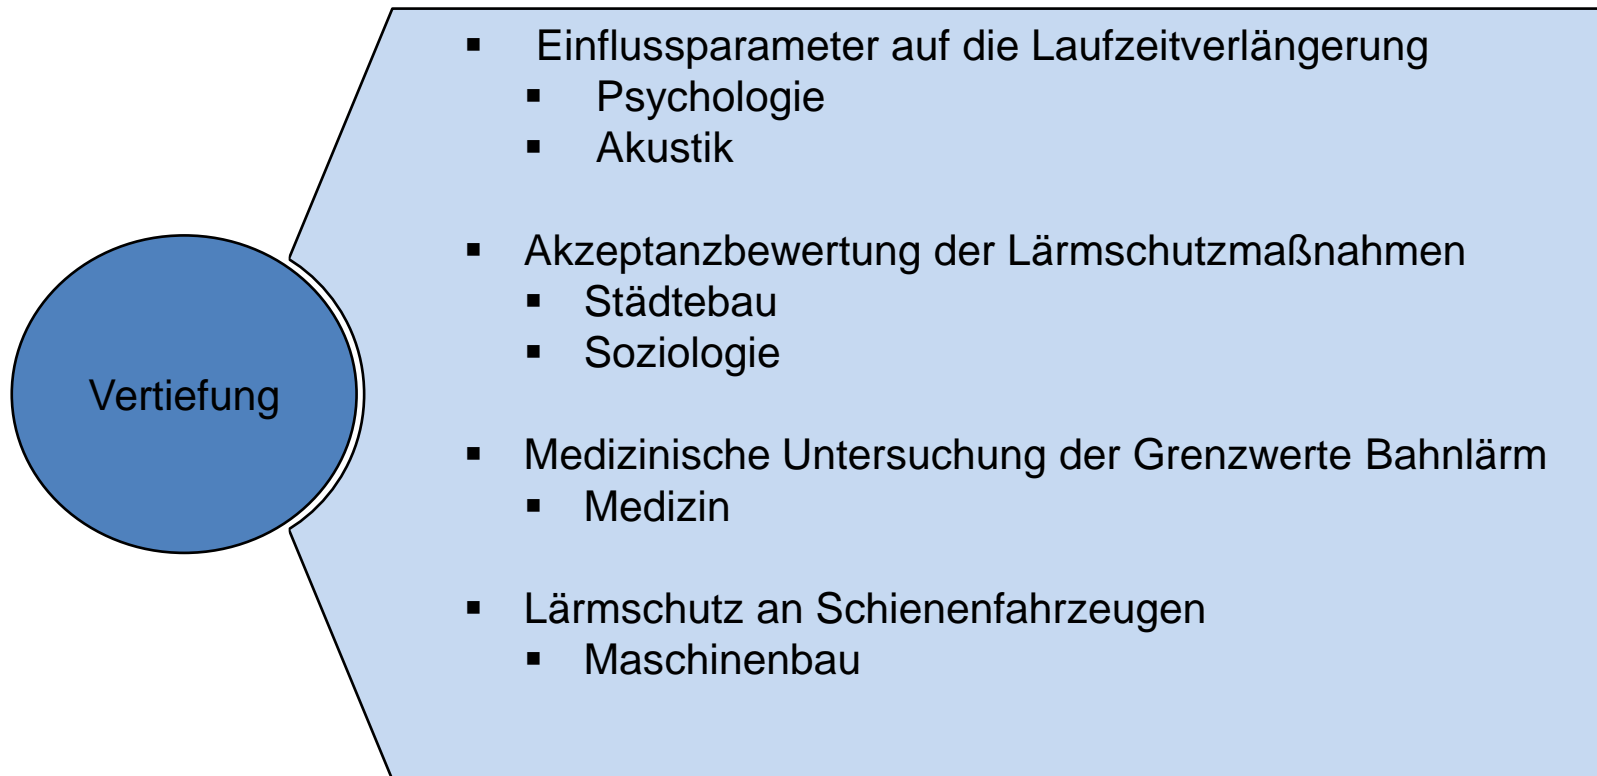 ▪ Einflussparameter auf die Laufzeitverlängerung
▪ Psychologie
▪ Akustik
▪ Akzeptanzbewertung der Lärmschutzmaßnahmen
▪ Städtebau
▪ Soziologie
Vertiefung
▪ Medizinische Untersuchung der Grenzwerte Bahnlärm
▪ Medizin
▪ Lärmschutz an Schienenfahrzeugen
▪ Maschinenbau